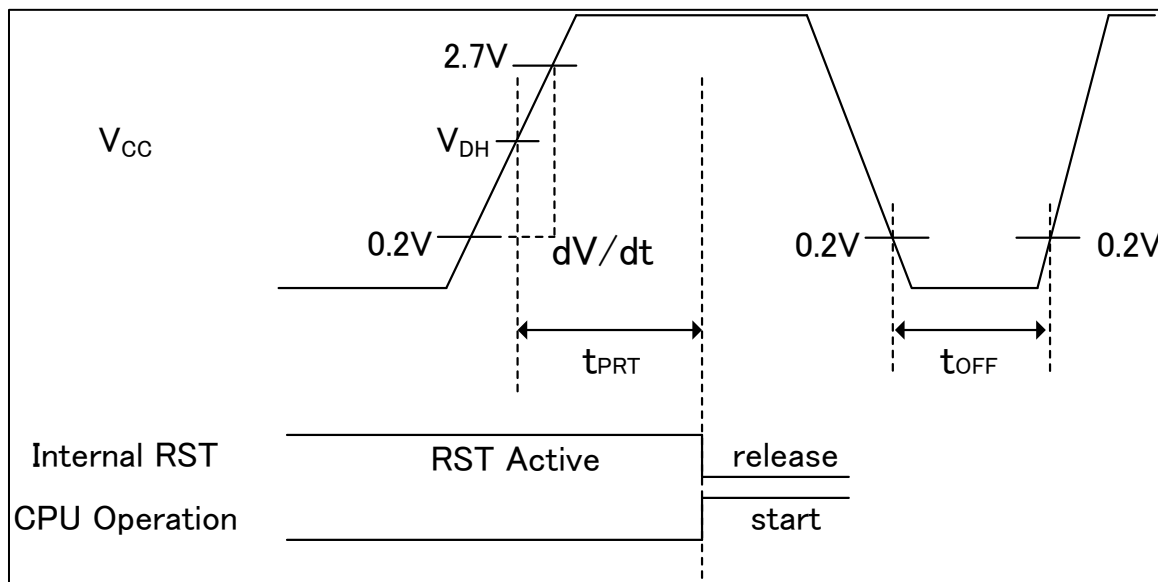 2.7V
VCC
VDH
0.2V
dV/dt
0.2V
0.2V
tPRT
tOFF
Internal RST
RST Active
release
CPU Operation
start